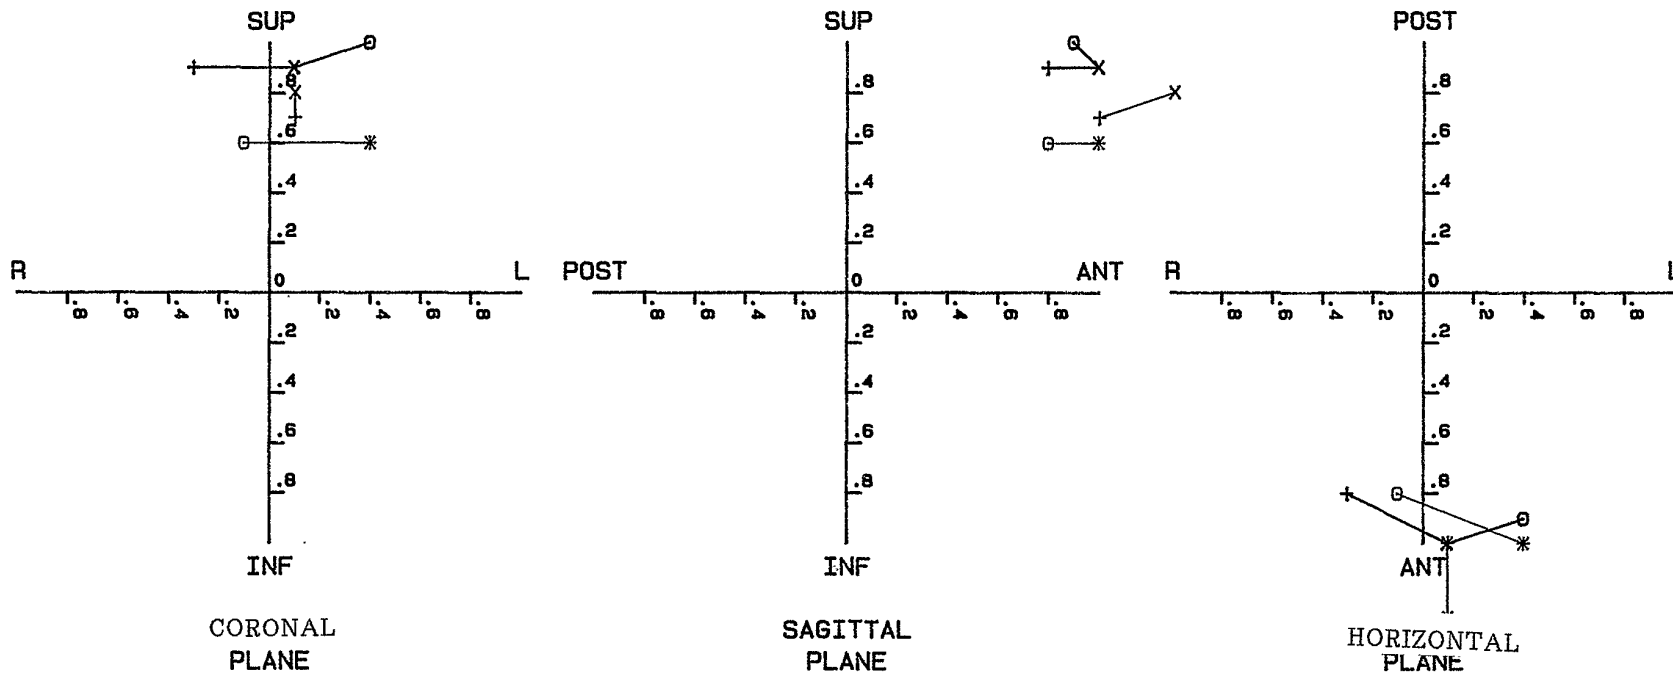 SUP SUP POST
.8 .8 .8
.6 .6 .6
.4 .4 .4
.2 .2 .2
R L POST ANT R L
0 0 0
.8 .6 .4 .2 .2 .4 .6 .8 .8 .6 .4 .2 .2 .4 .6 .8 .8 .6 .4 .2 .2 .4 .6 .8
.2 .2 .2
.4 .4 .4
.6 .6 .6
.8 .8 .8
INF INF ANT
CORONAL SAGITTAL HORIZONTAL
PLANE PLANE PLANE